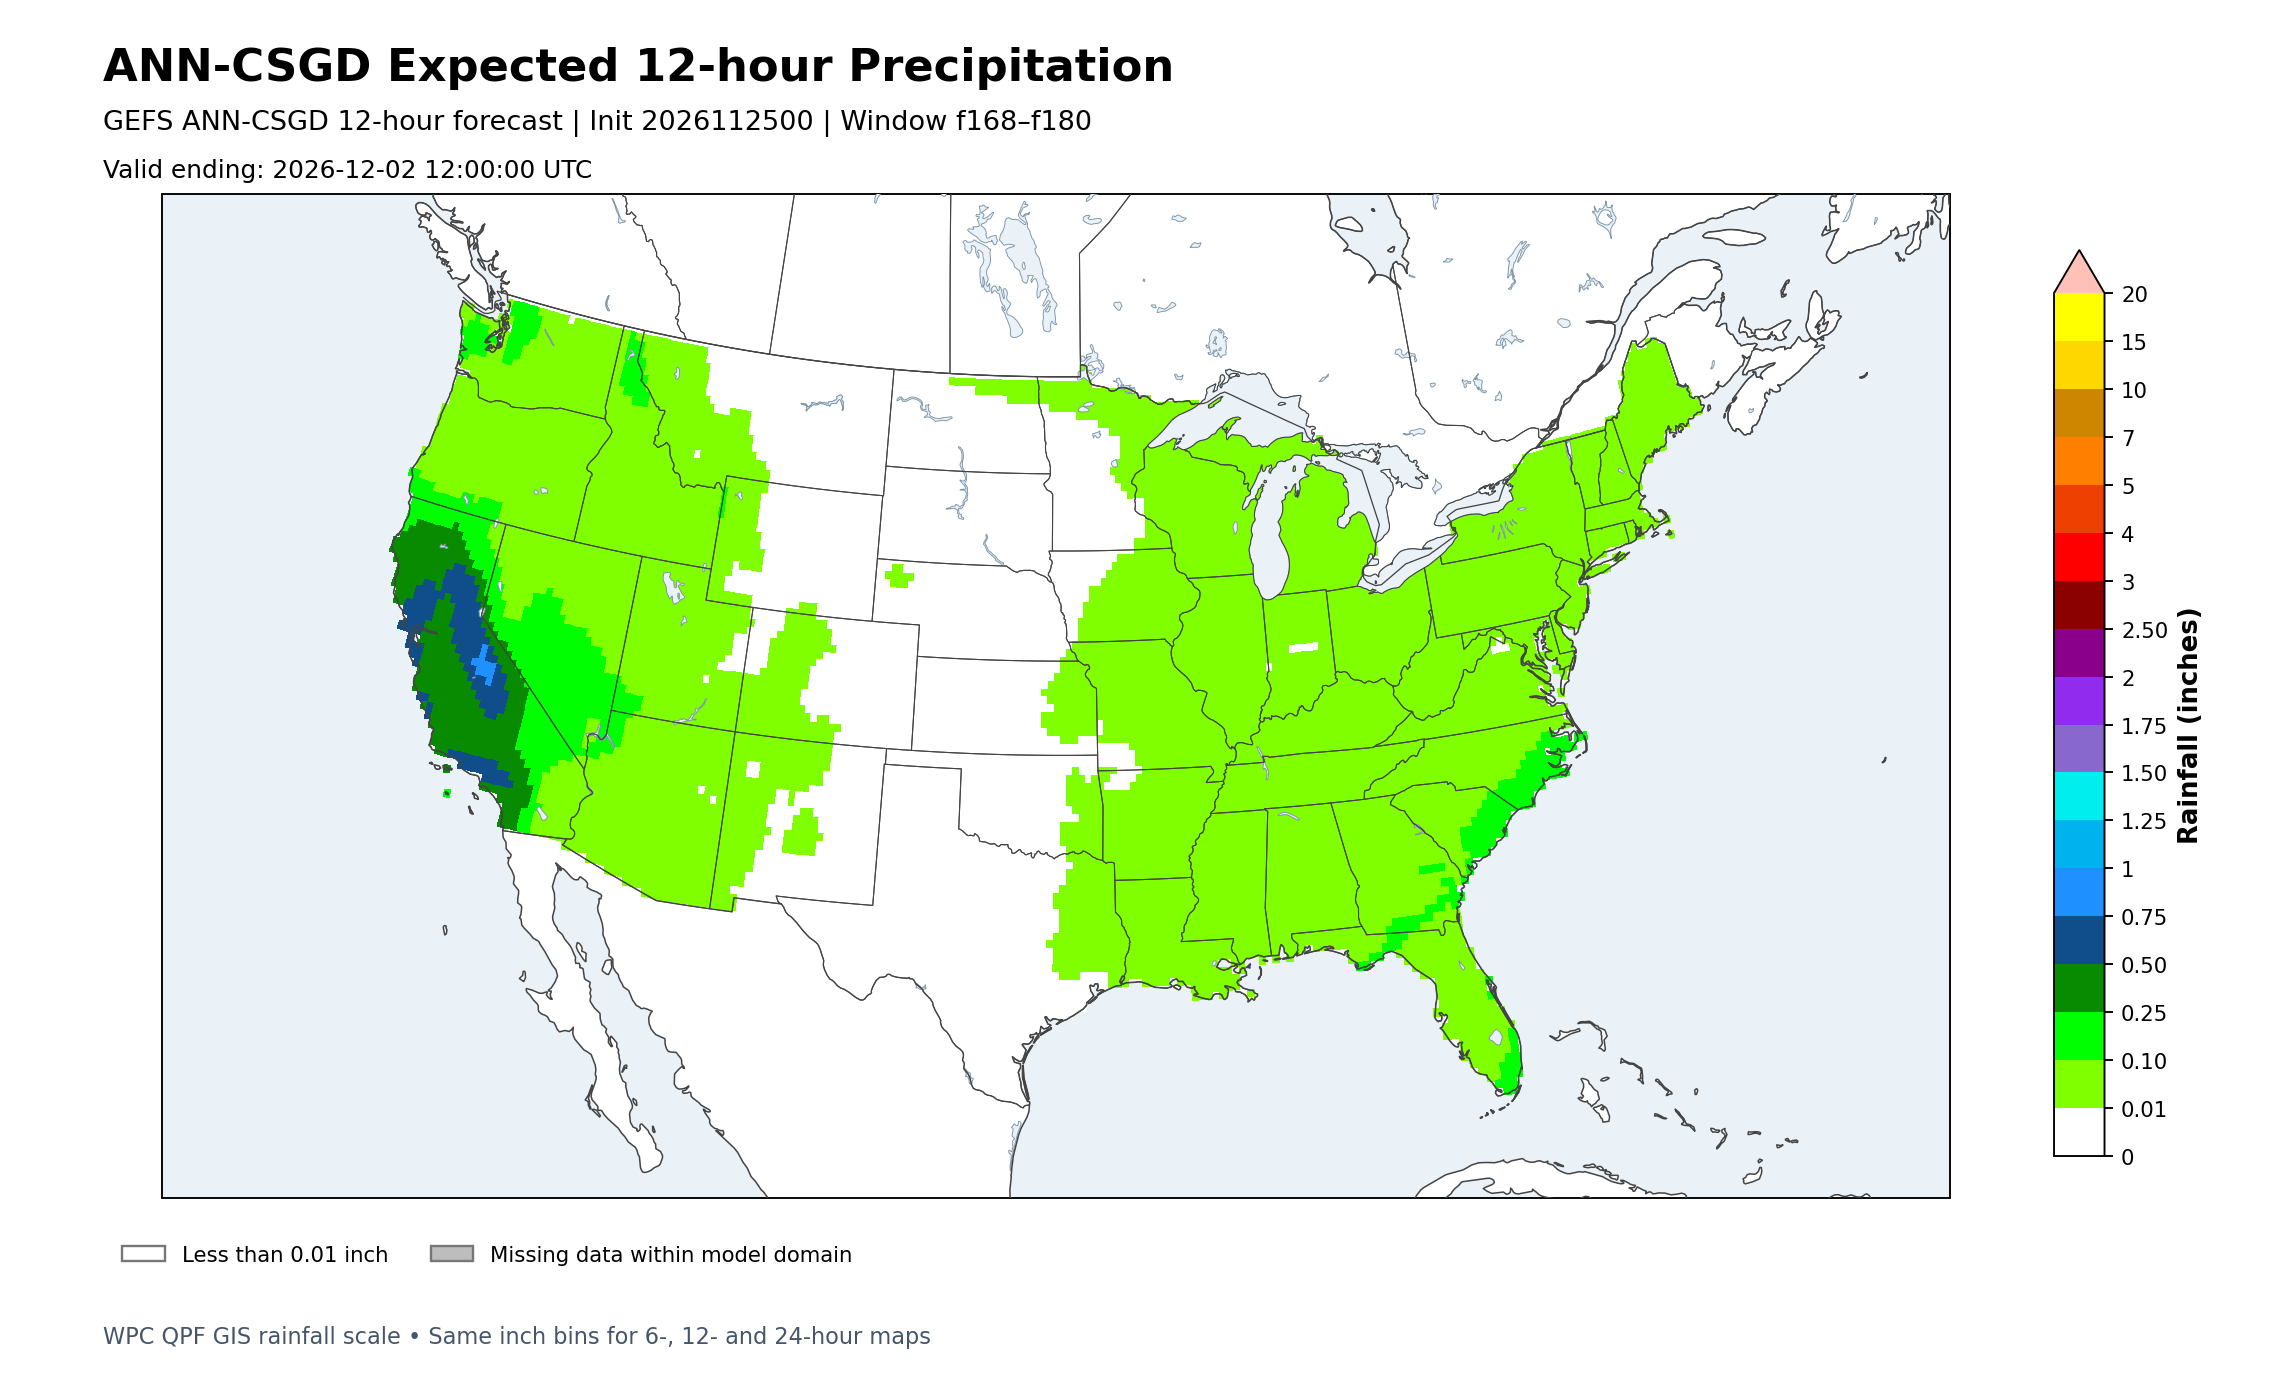 ANN-CSGD Expected 12-hour Precipitation
GEFS ANN-CSGD 12-hour forecast | Init 2026112500 | Window f168–f180
Valid ending: 2026-12-02 12:00:00 UTC
20
15
10
7
5
4
3
2.50
2
1.75
1.50
1.25
1
0.75
0.50
0.25
0.10
0.01
0
Rainfall (inches)
Less than 0.01 inch
Missing data within model domain
WPC QPF GIS rainfall scale • Same inch bins for 6-, 12- and 24-hour maps